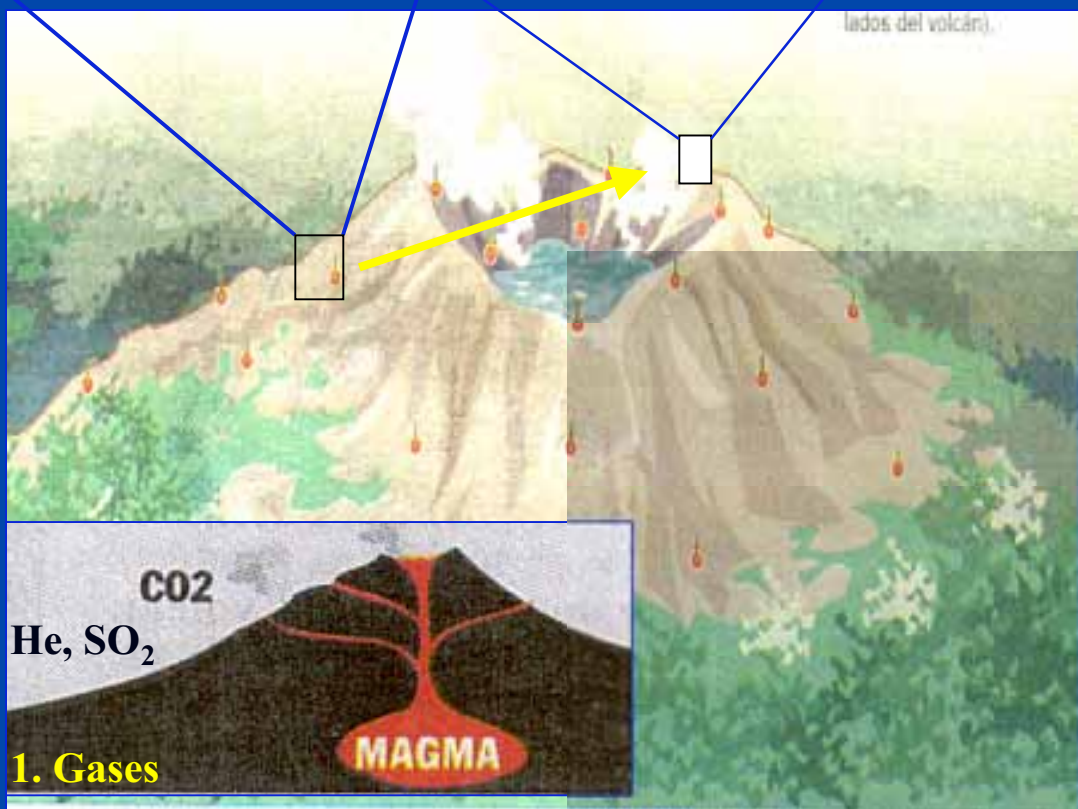 lados del volcán).
CO2
He, SO₂
MAGMA
1. Gases